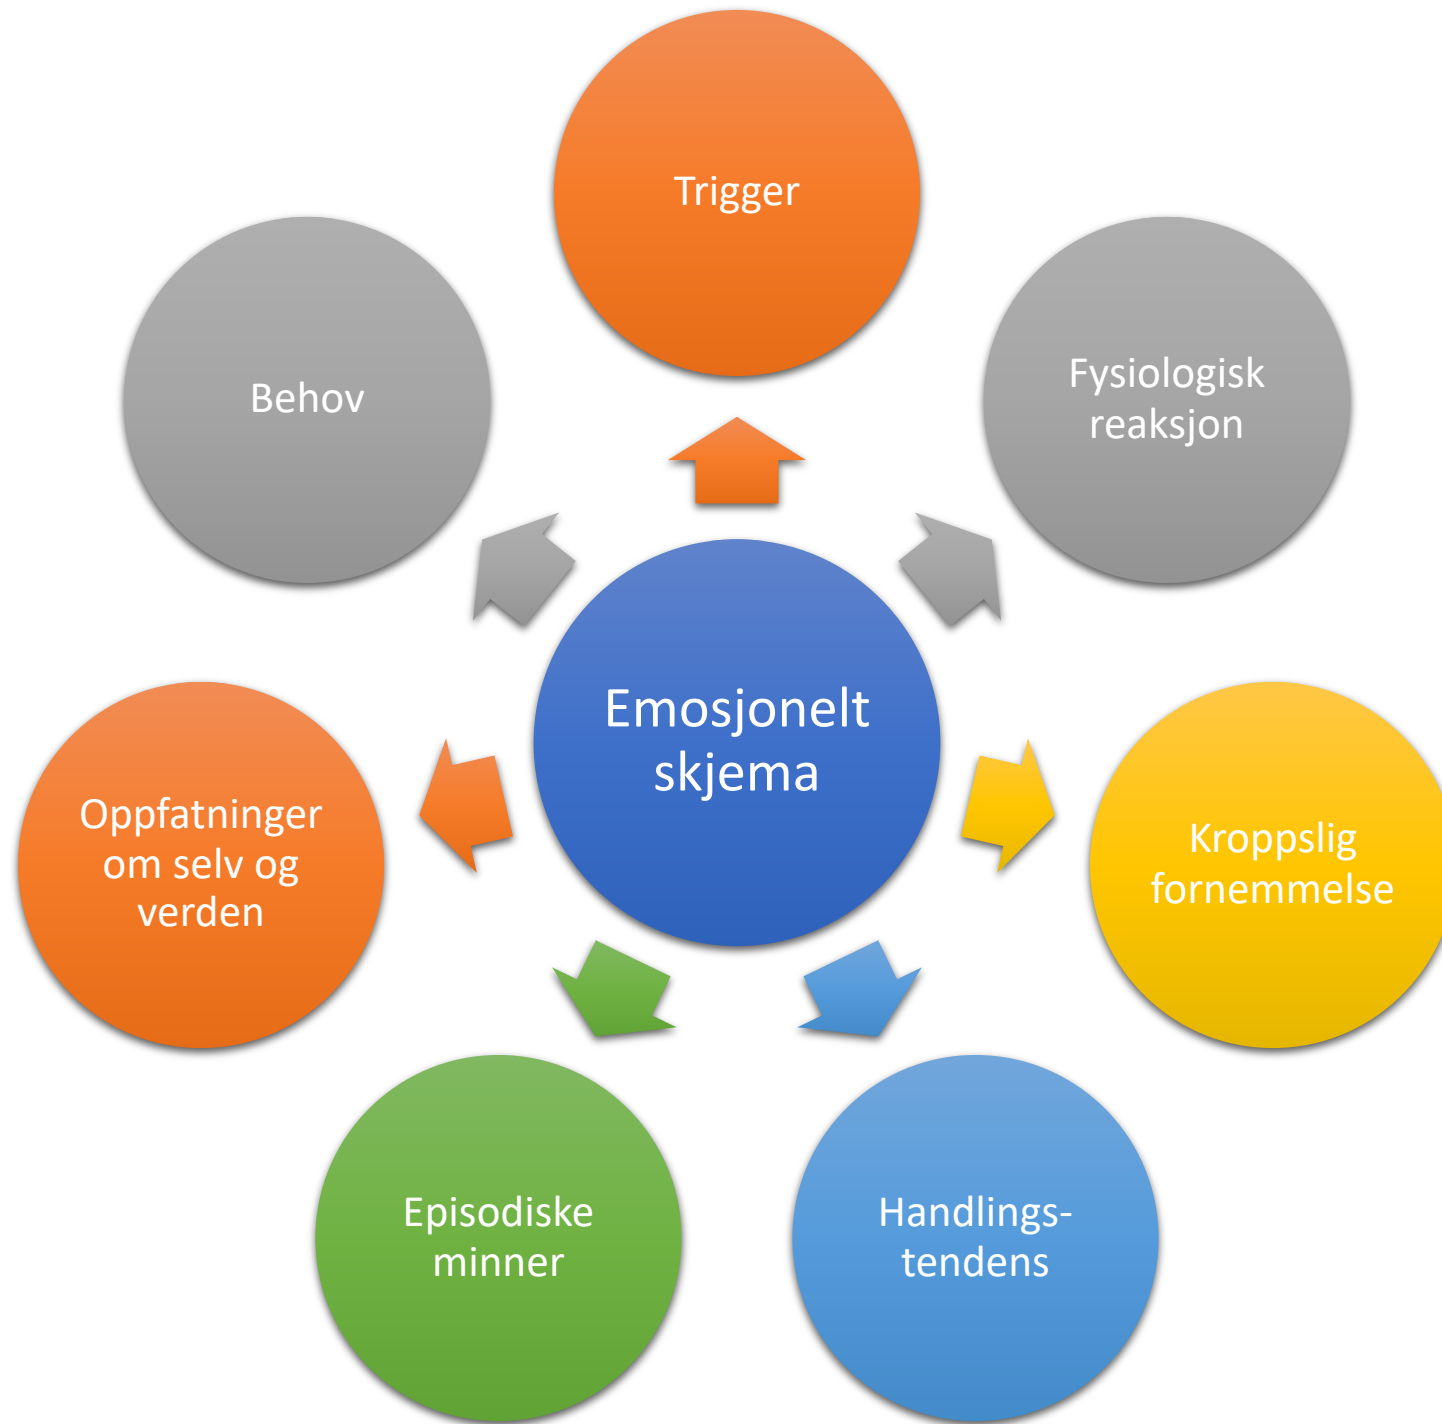 Trigger
Fysiologisk
reaksjon
Kroppslig
fornemmelse
Handlings-
tendens
Episodiske
minner
Oppfatninger
om selv og
verden
Behov
Emosjonelt
skjema